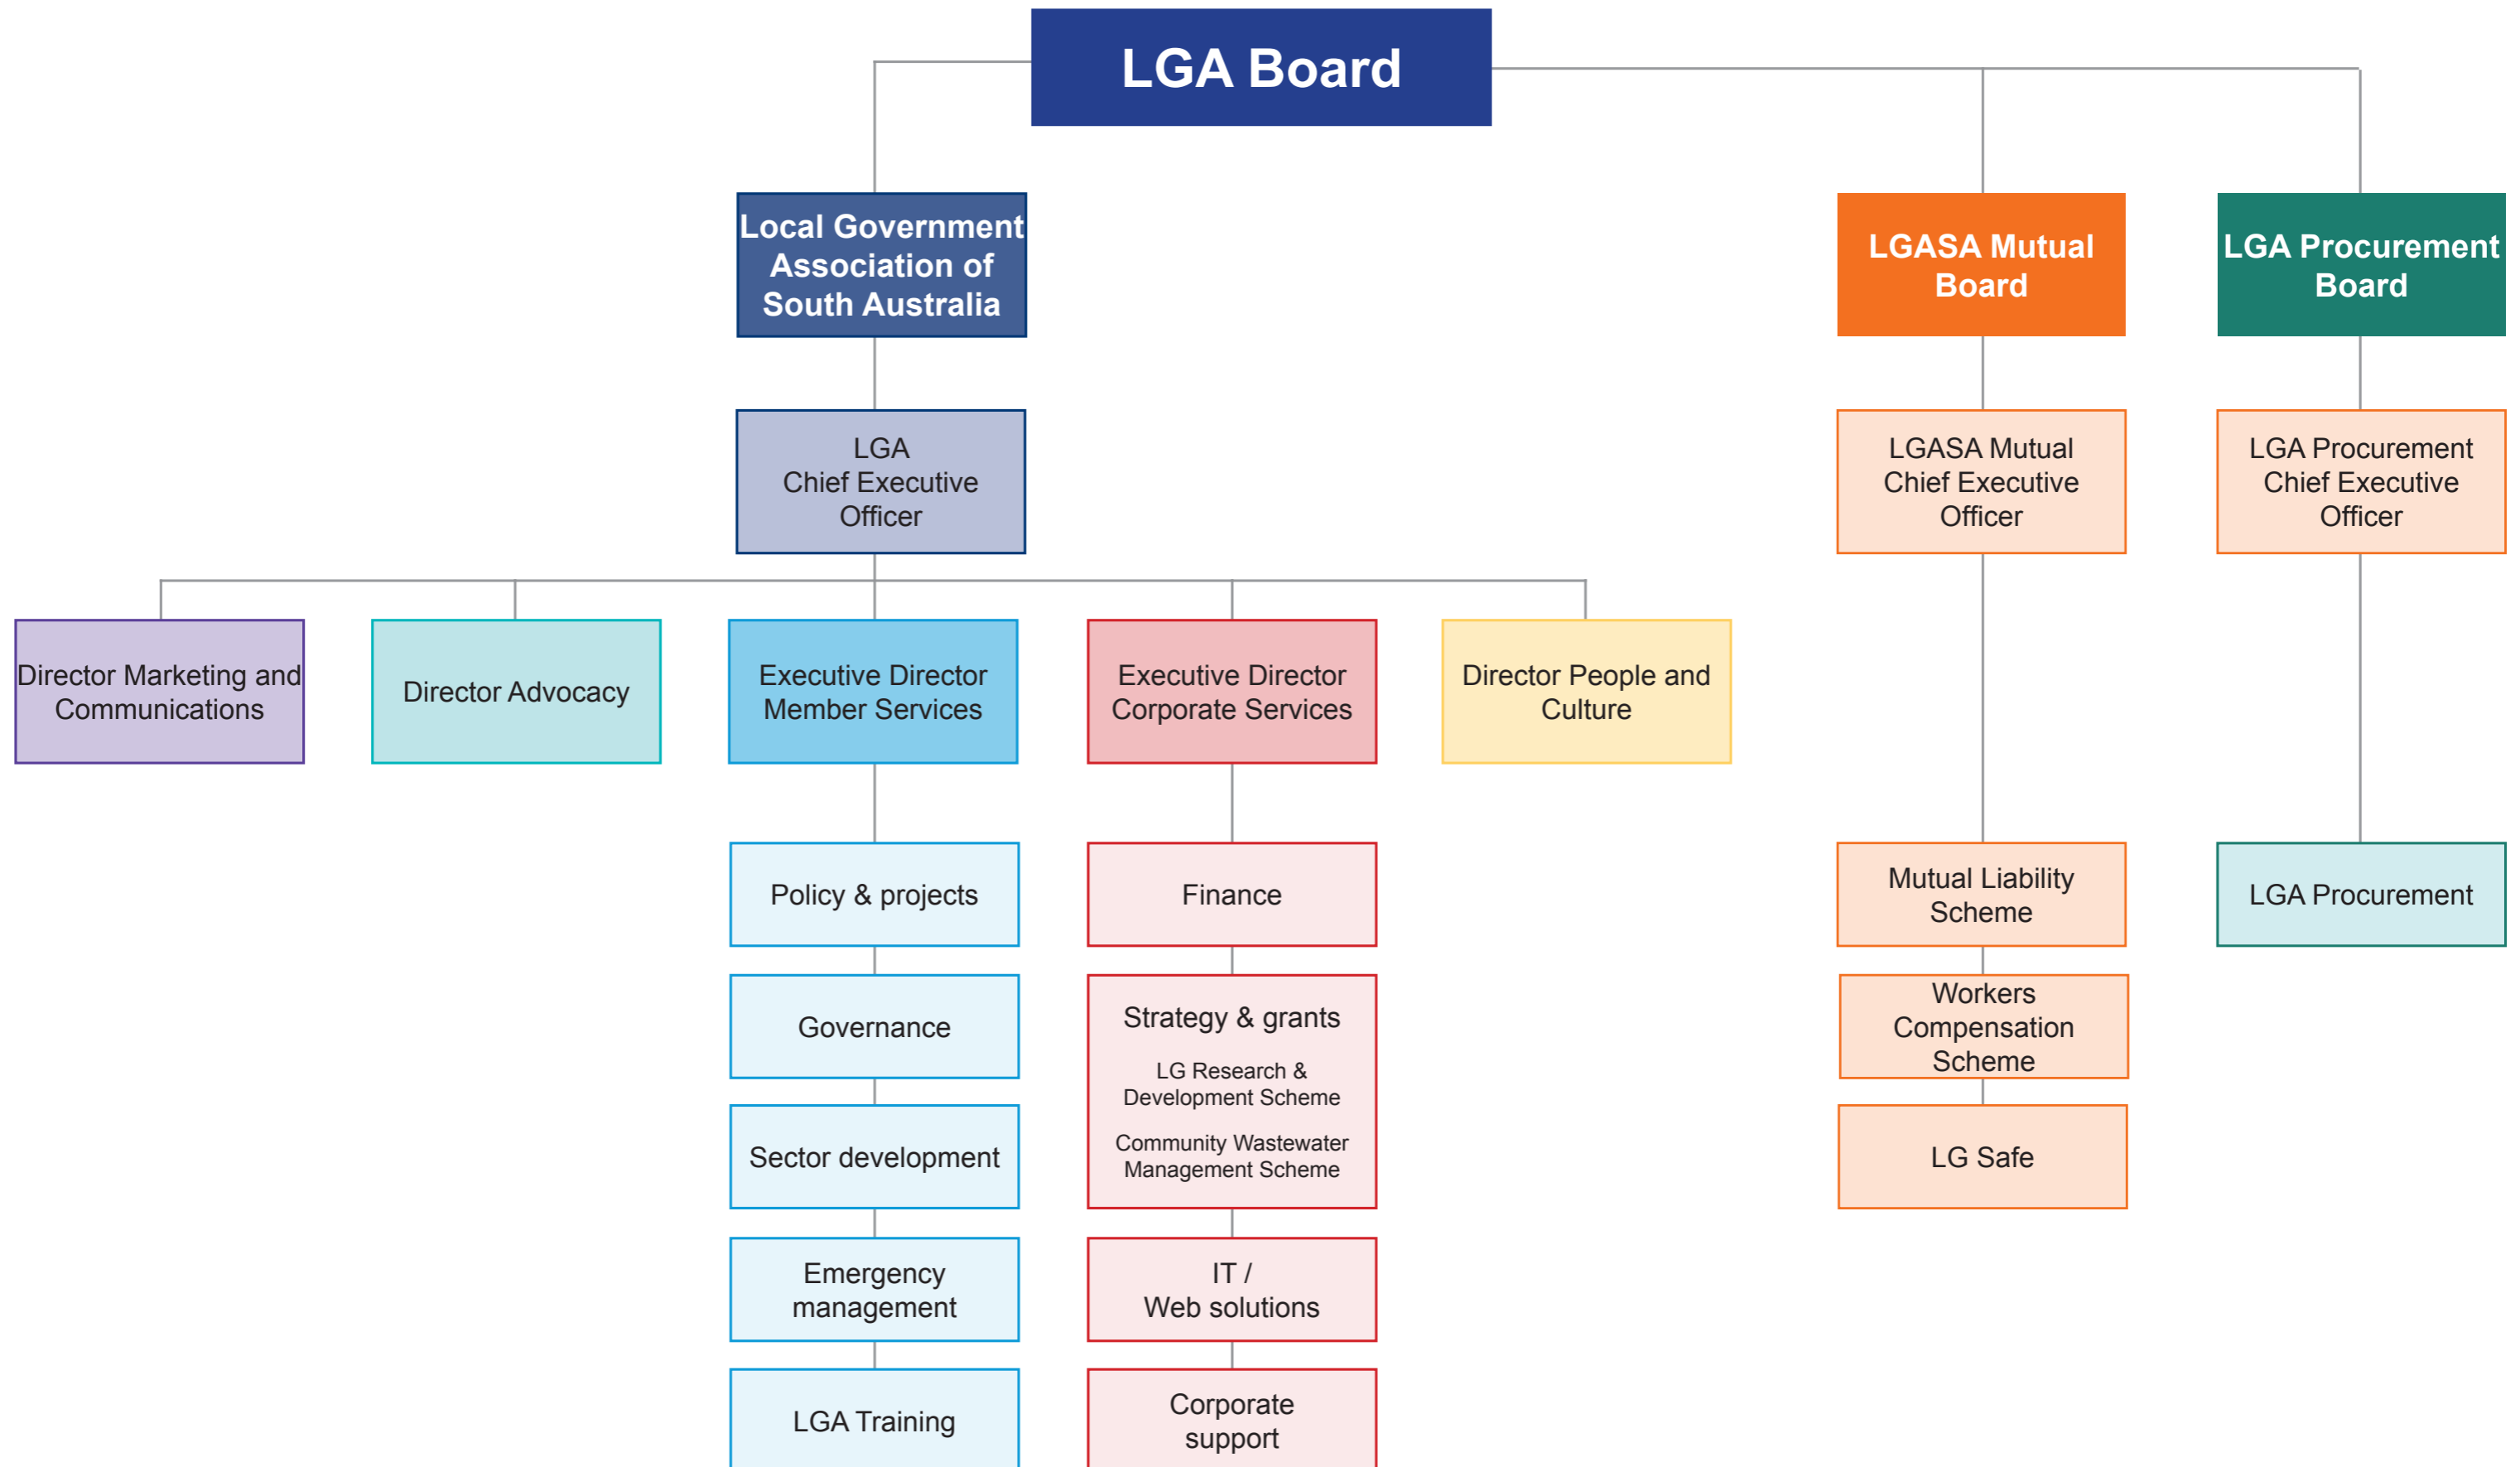 LGA Board
Local Government
Association of
South Australia
LGASA Mutual
Board
LGA Procurement
Board
LGA
Chief Executive
Officer
LGASA Mutual
Chief Executive
Officer
LGA Procurement
Chief Executive
Officer
Director Marketing and
Communications
Director Advocacy
Executive Director
Member Services
Executive Director
Corporate Services
Director People and
Culture
Policy & projects
Governance
Sector development
Emergency
management
LGA Training
Finance
Strategy & grants
LG Research &
Development Scheme
Community Wastewater
Management Scheme
IT /
Web solutions
Corporate
support
Mutual Liability
Scheme
Workers
Compensation
Scheme
LG Safe
LGA Procurement